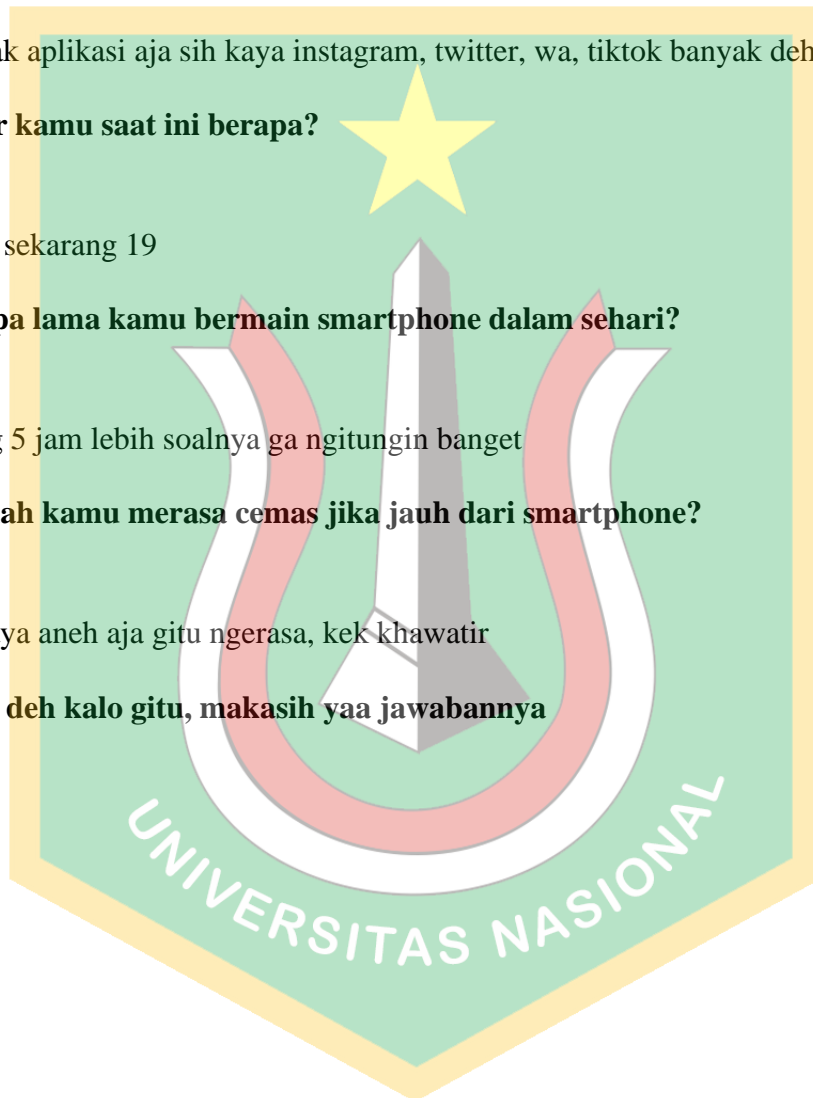 ak aplikasi aja sih kaya instagram, twitter, wa, tiktok banyak deh
r kamu saat ini berapa?
sekarang 19
pa lama kamu bermain smartphone dalam sehari?
g 5 jam lebih soalnya ga ngitungin banget
ah kamu merasa cemas jika jauh dari smartphone?
ya aneh aja gitu ngerasa, kek khawatir
deh kalo gitu, makasih yaa jawabannya
UNIVERSITAS NASIONAL